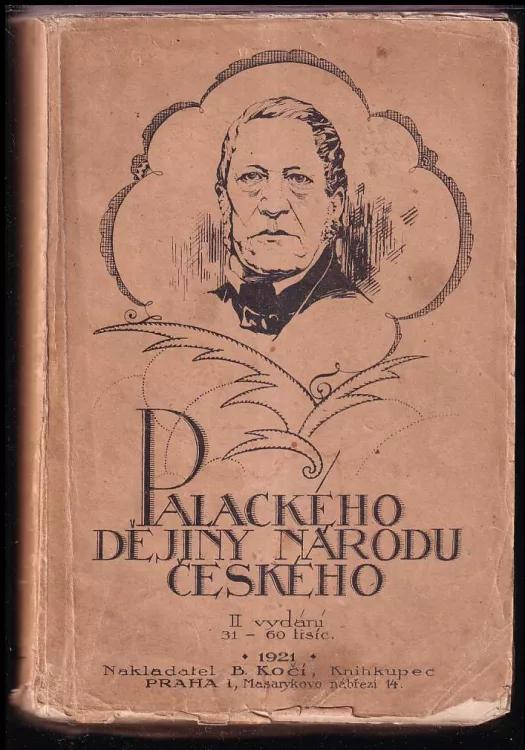 PALACKÉHO
DĚJINY NÁRODU
ČESKÉHO
II vydání
31 - 60 tisíc.
• 1921 •
Nakladatel B. Kočí, Knihkupec
PRAHA I, Masarykovo nábřeží 14.